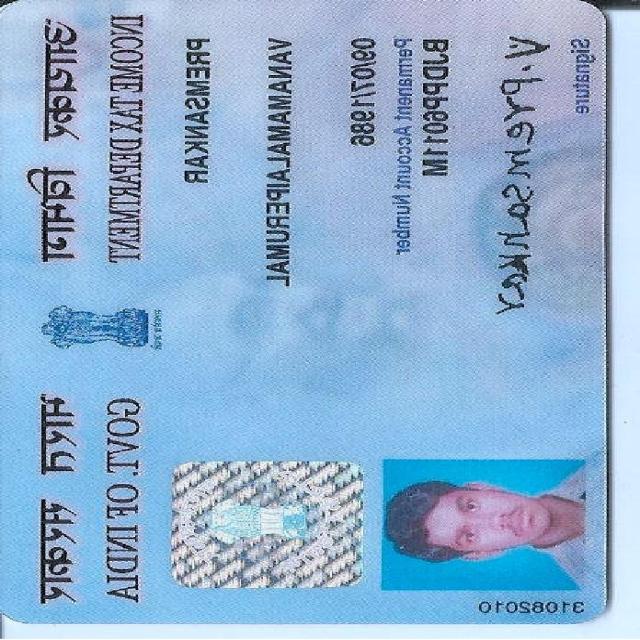 आयकर विभाग भारत सरकार
INCOME TAX DEPARTMENT GOVT. OF INDIA
PREMSANKAR
VANAMAMALAIPERUMAL
09/07/1986
Permanent Account Number
BJDPP6011M
V. Premsankar
Signature
31082010